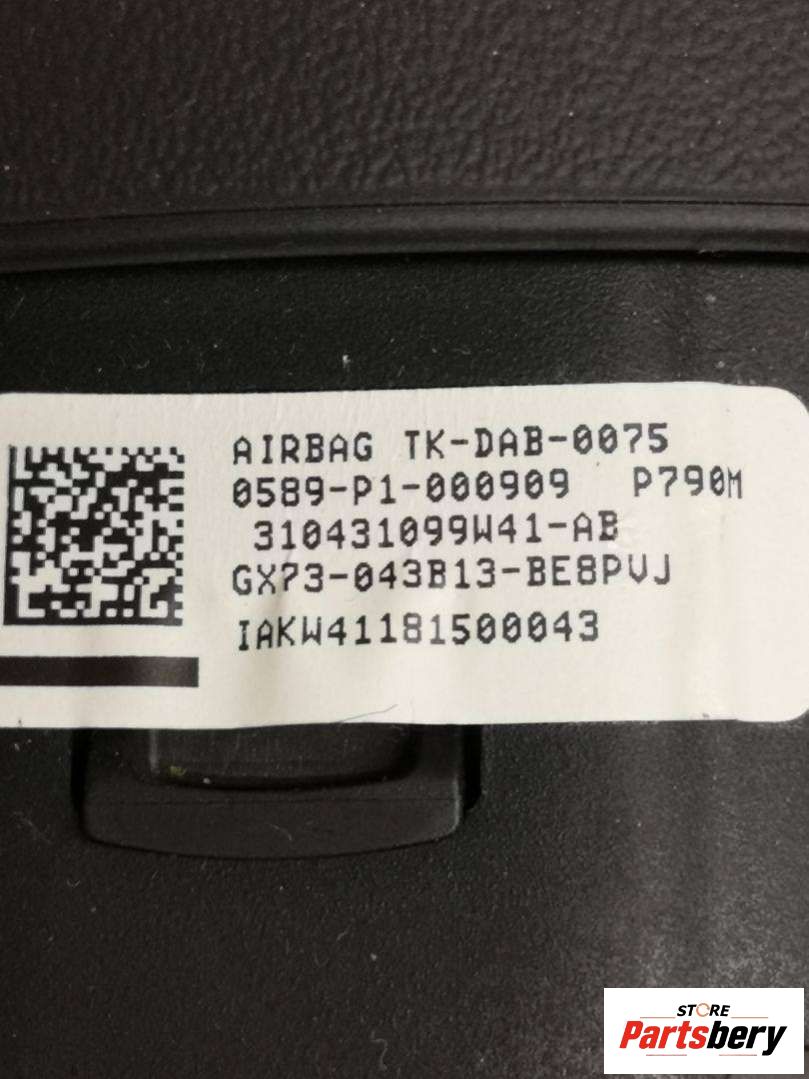 AIRBAG TK-DAB-0075
0589-P1-000909 P790M
310431099W41-AB
GX73-043B13-BE8PVJ
IAKW41181500043
STORE
Partsbery